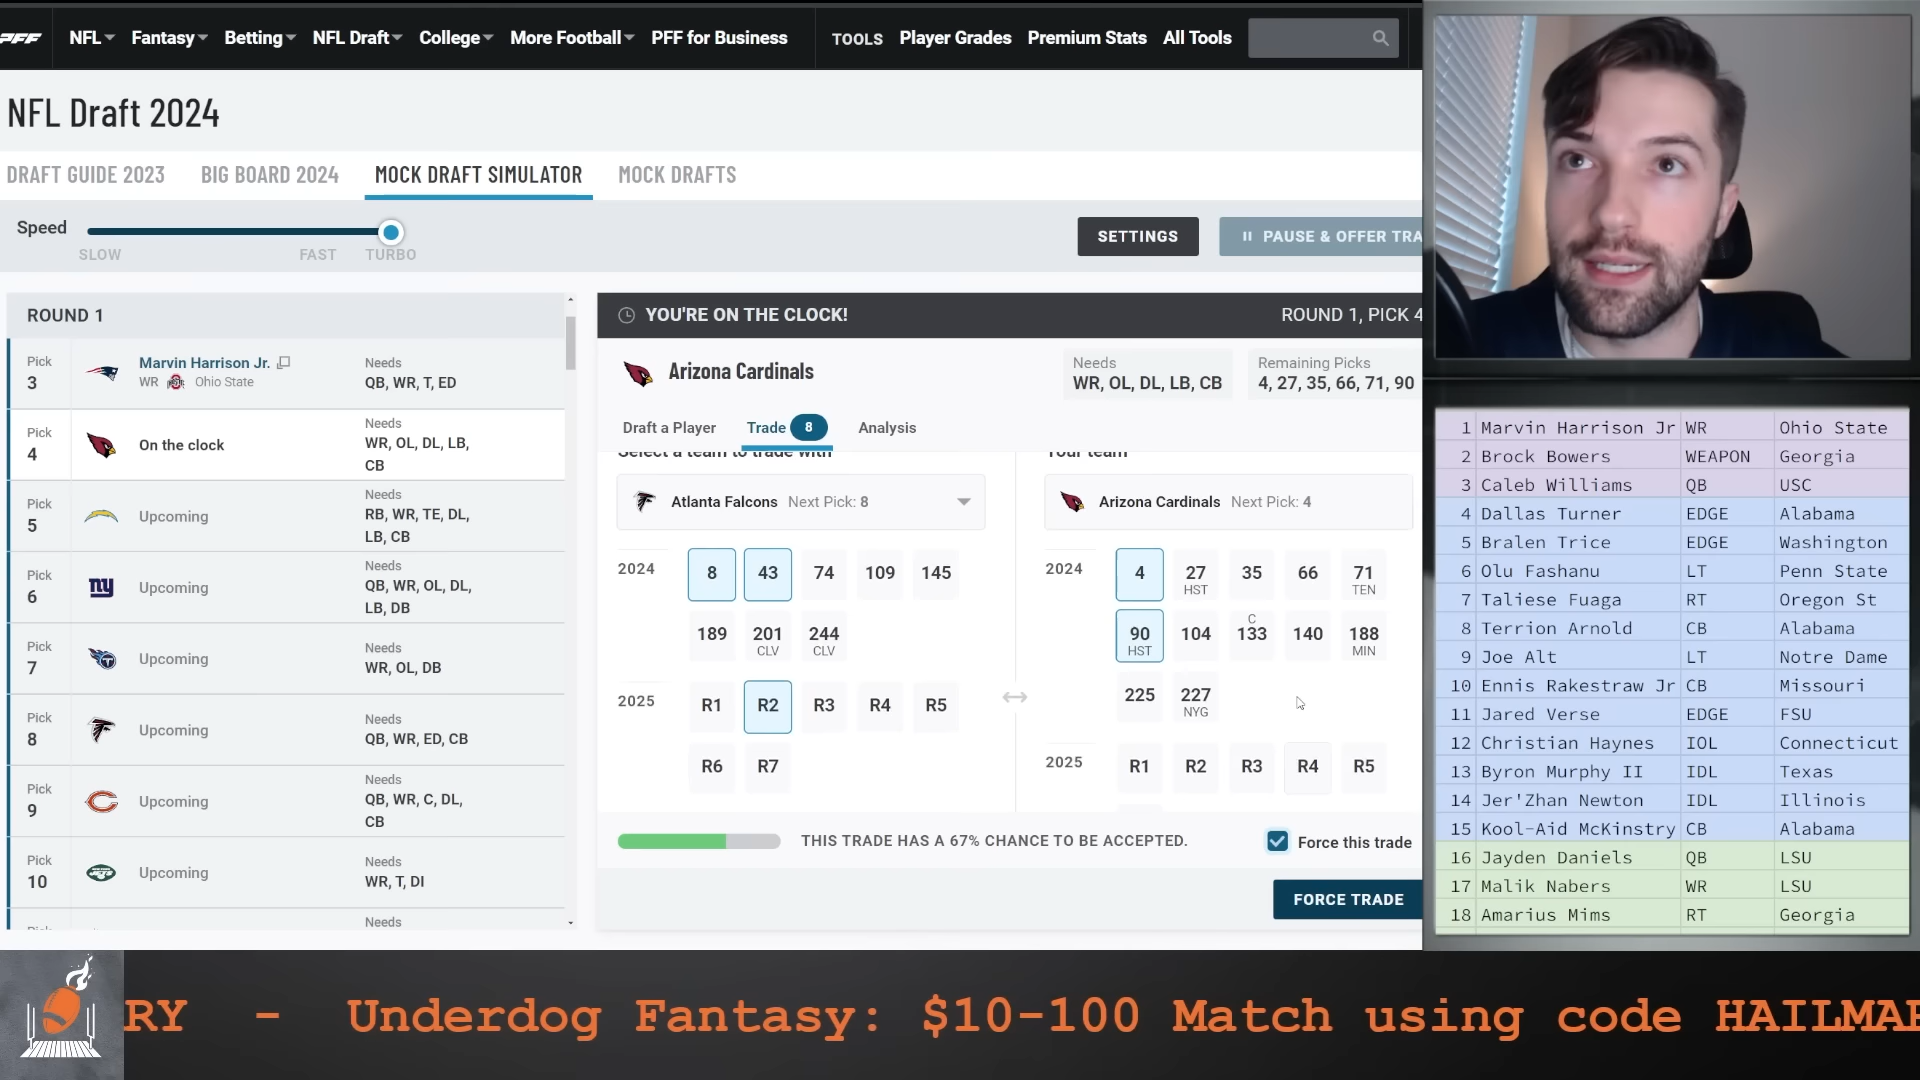 PFF
NFL
Fantasy
Betting
NFL Draft
College
More Football
PFF for Business
TOOLS
Player Grades
Premium Stats
All Tools
NFL Draft 2024
DRAFT GUIDE 2023
BIG BOARD 2024
MOCK DRAFT SIMULATOR
MOCK DRAFTS
Speed
SLOW
FAST
TURBO
SETTINGS
PAUSE & OFFER TRA
ROUND 1
Pick 3
Marvin Harrison Jr.
WR Ohio State
Needs
QB, WR, T, ED
Pick 4
On the clock
Needs
WR, OL, DL, LB,
CB
Pick 5
Upcoming
Needs
RB, WR, TE, DL,
LB, CB
Pick 6
ny
Upcoming
Needs
QB, WR, OL, DL,
LB, DB
Pick 7
Upcoming
Needs
WR, OL, DB
Pick 8
Upcoming
Needs
QB, WR, ED, CB
Pick 9
Upcoming
Needs
QB, WR, C, DL,
CB
Pick 10
Upcoming
Needs
WR, T, DI
Needs
YOU'RE ON THE CLOCK!
ROUND 1, PICK 4
Arizona Cardinals
Needs
WR, OL, DL, LB, CB
Remaining Picks
4, 27, 35, 66, 71, 90
Draft a Player
Trade 8
Analysis
Select a team to trade with
Your team
Atlanta Falcons Next Pick: 8
2024 8 43 74 109 145
189 201 CLV 244 CLV
2025 R1 R2 R3 R4 R5
R6 R7
Arizona Cardinals Next Pick: 4
2024 4 27 HST 35 66 71 TEN
90 HST 104 C 133 140 188 MIN
225 227 NYG
2025 R1 R2 R3 R4 R5
THIS TRADE HAS A 67% CHANCE TO BE ACCEPTED.
Force this trade
FORCE TRADE
1 Marvin Harrison Jr WR Ohio State
2 Brock Bowers WEAPON Georgia
3 Caleb Williams QB USC
4 Dallas Turner EDGE Alabama
5 Bralen Trice EDGE Washington
6 Olu Fashanu LT Penn State
7 Taliese Fuaga RT Oregon St
8 Terrion Arnold CB Alabama
9 Joe Alt LT Notre Dame
10 Ennis Rakestraw Jr CB Missouri
11 Jared Verse EDGE FSU
12 Christian Haynes IOL Connecticut
13 Byron Murphy II IDL Texas
14 Jer'Zhan Newton IDL Illinois
15 Kool-Aid McKinstry CB Alabama
16 Jayden Daniels QB LSU
17 Malik Nabers WR LSU
18 Amarius Mims RT Georgia
RY - Underdog Fantasy: $10-100 Match using code HAILMAR